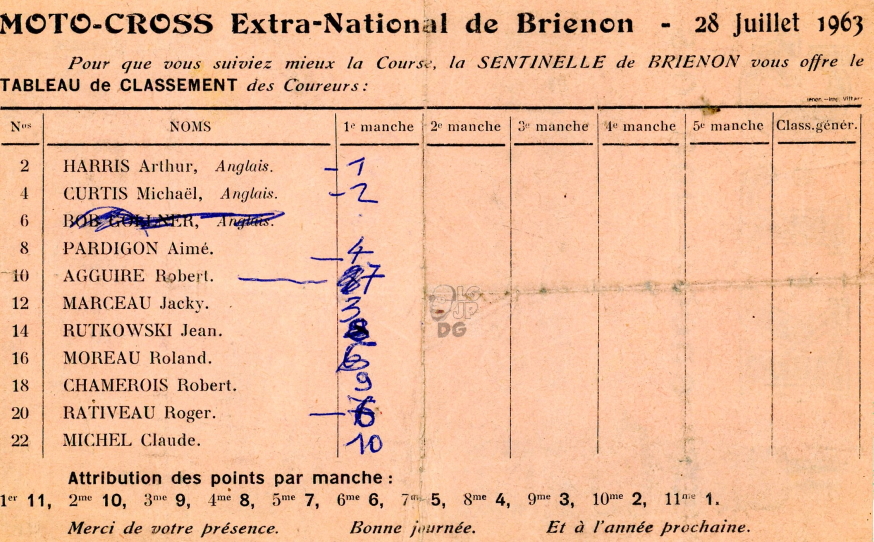 MOTO-CROSS Extra-National de Brienon - 28 Juillet 1963
Pour que vous suiviez mieux la Course, la SENTINELLE de BRIENON vous offre le
TABLEAU de CLASSEMENT des Coureurs :
Nos NOMS 1e manche 2e manche 3e manche 4e manche 5e manche Class.génér.
2 HARRIS Arthur, Anglais. - 1
4 CURTIS Michaël, Anglais. - 2
6 BOB Anglais.
8 PARDIGON Aimé. - 4
10 AGGUIRE Robert. - 7
12 MARCEAU Jacky. 3
14 RUTKOWSKI Jean.
16 MOREAU Roland.
18 CHAMEROIS Robert. 9
20 RATIVEAU Roger. - 6
22 MICHEL Claude. 10
Attribution des points par manche :
1er 11, 2me 10, 3me 9, 4me 8, 5me 7, 6me 6, 7me 5, 8me 4, 9me 3, 10me 2, 11me 1.
Merci de votre présence. Bonne journée. Et à l'année prochaine.